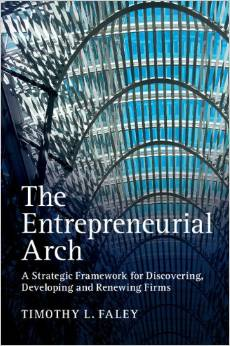 The
Entrepreneurial
Arch
A Strategic Framework for Discovering,
Developing and Renewing Firms
TIMOTHY L. FALEY